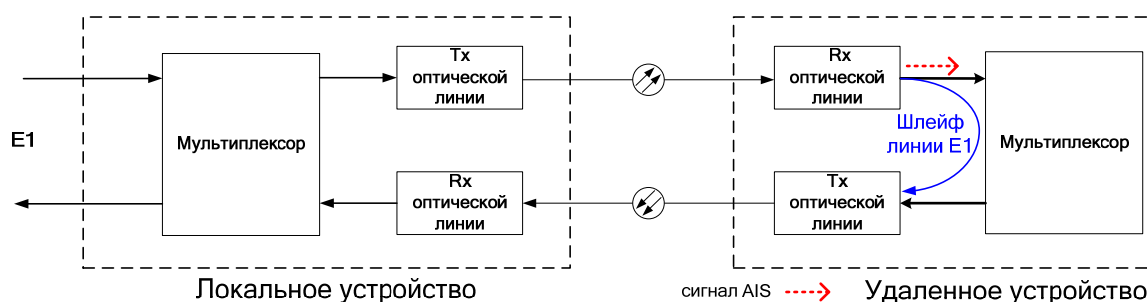 E1
Мультиплексор
Tx
оптической
линии
Rx
оптической
линии
Rx
оптической
линии
Tx
оптической
линии
Шлейф
линии E1
Мультиплексор
Локальное устройство
сигнал AIS
Удаленное устройство